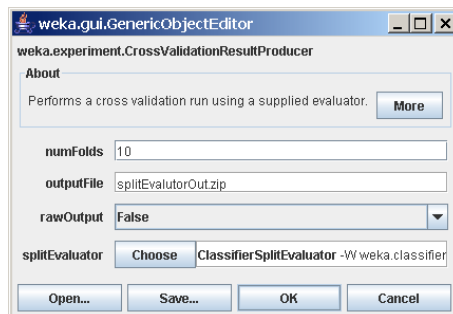 weka.gui.GenericObjectEditor
weka.experiment.CrossValidationResultProducer
About
Performs a cross validation run using a supplied evaluator. More
numFolds 10
outputFile splitEvalutorOut.zip
rawOutput False
splitEvaluator Choose ClassifierSplitEvaluator -W weka.classifier
Open... Save... OK Cancel